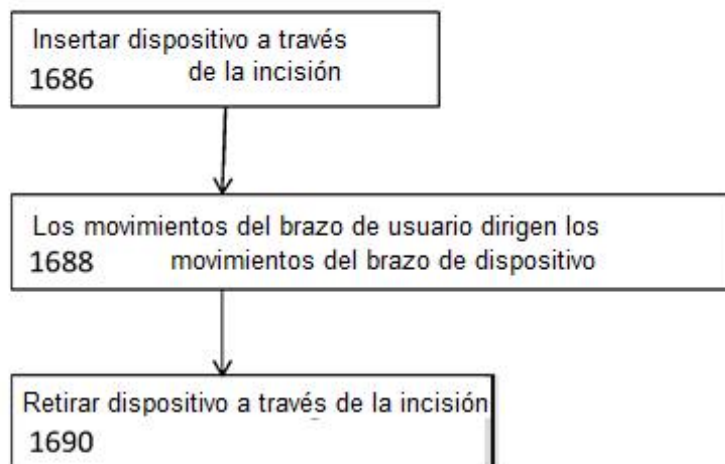 Insertar dispositivo a través
1686 de la incisión
Los movimientos del brazo de usuario dirigen los
1688 movimientos del brazo de dispositivo
Retirar dispositivo a través de la incisión
1690